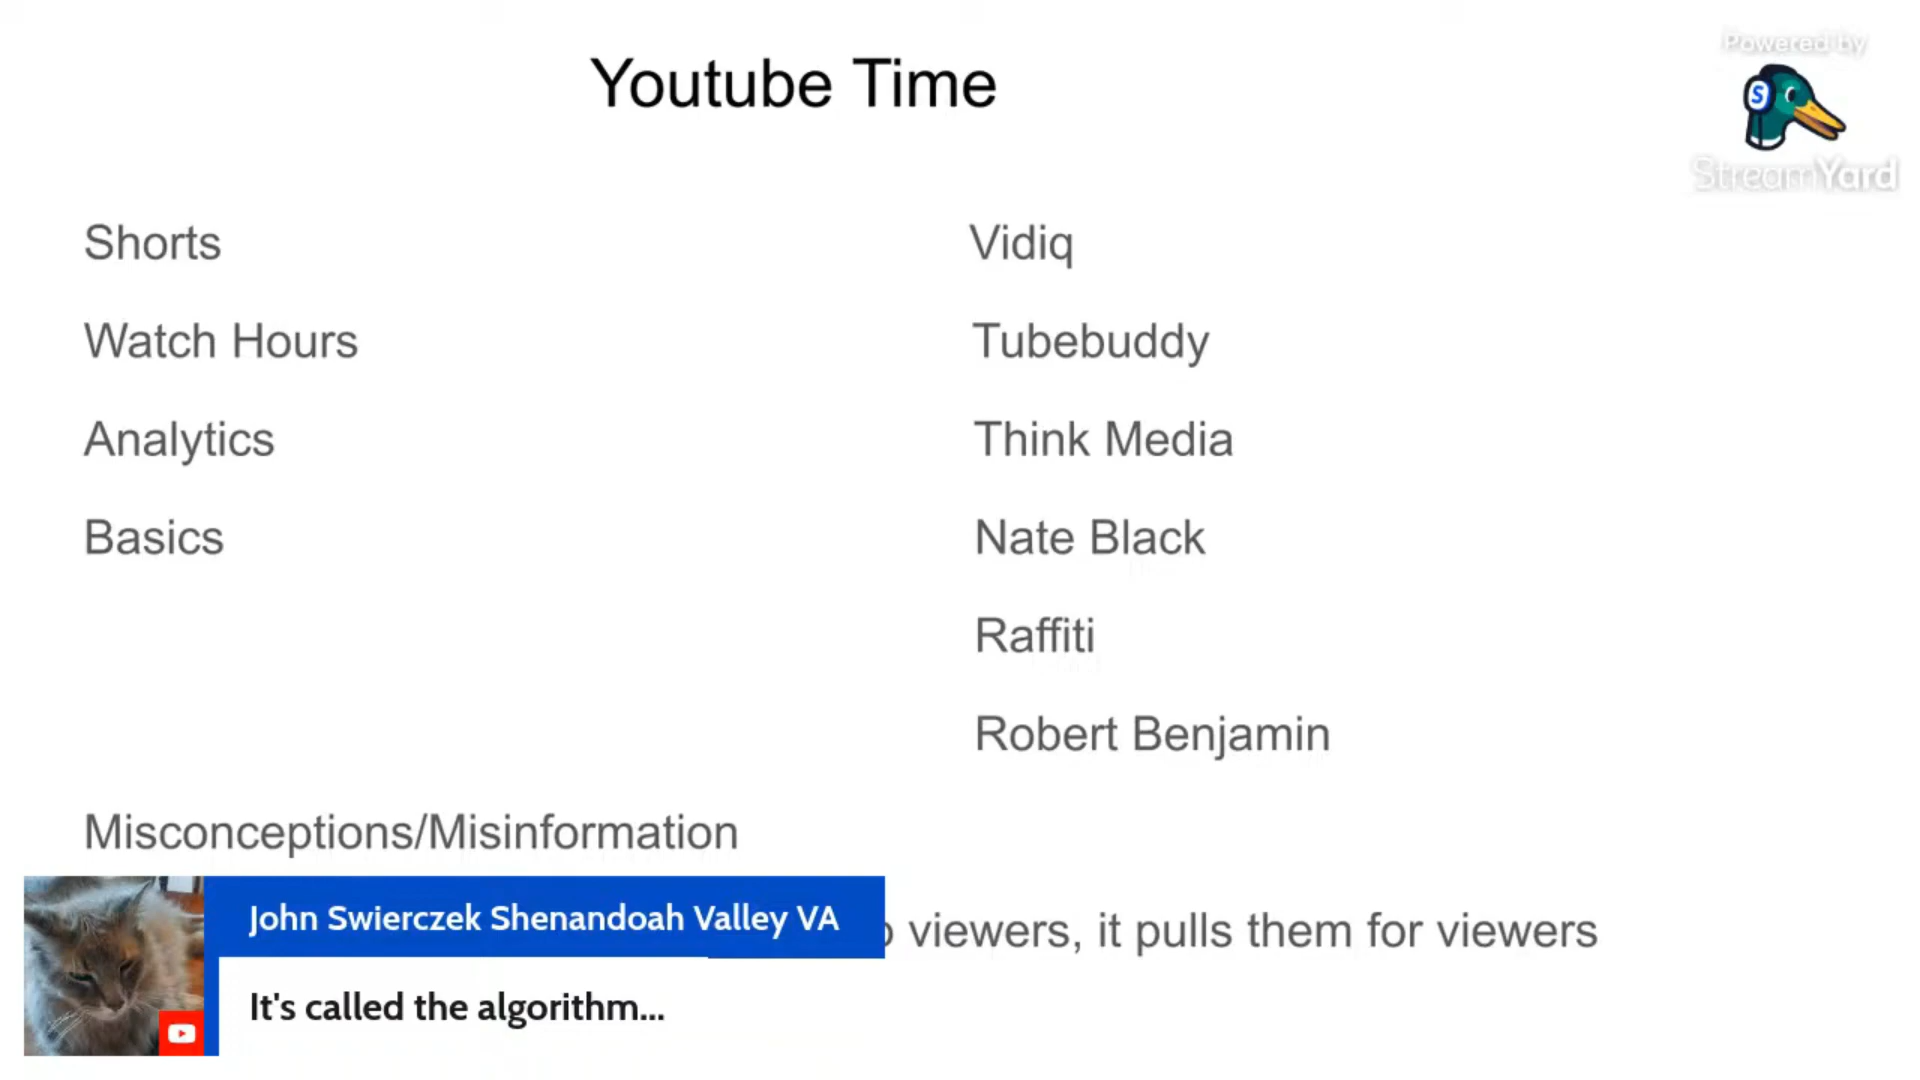 Powered by
Youtube Time
StreamYard
Shorts
Watch Hours
Analytics
Basics
Vidiq
Tubebuddy
Think Media
Nate Black
Raffiti
Robert Benjamin
Misconceptions/Misinformation
viewers, it pulls them for viewers
John Swierczek Shenandoah Valley VA
It's called the algorithm...